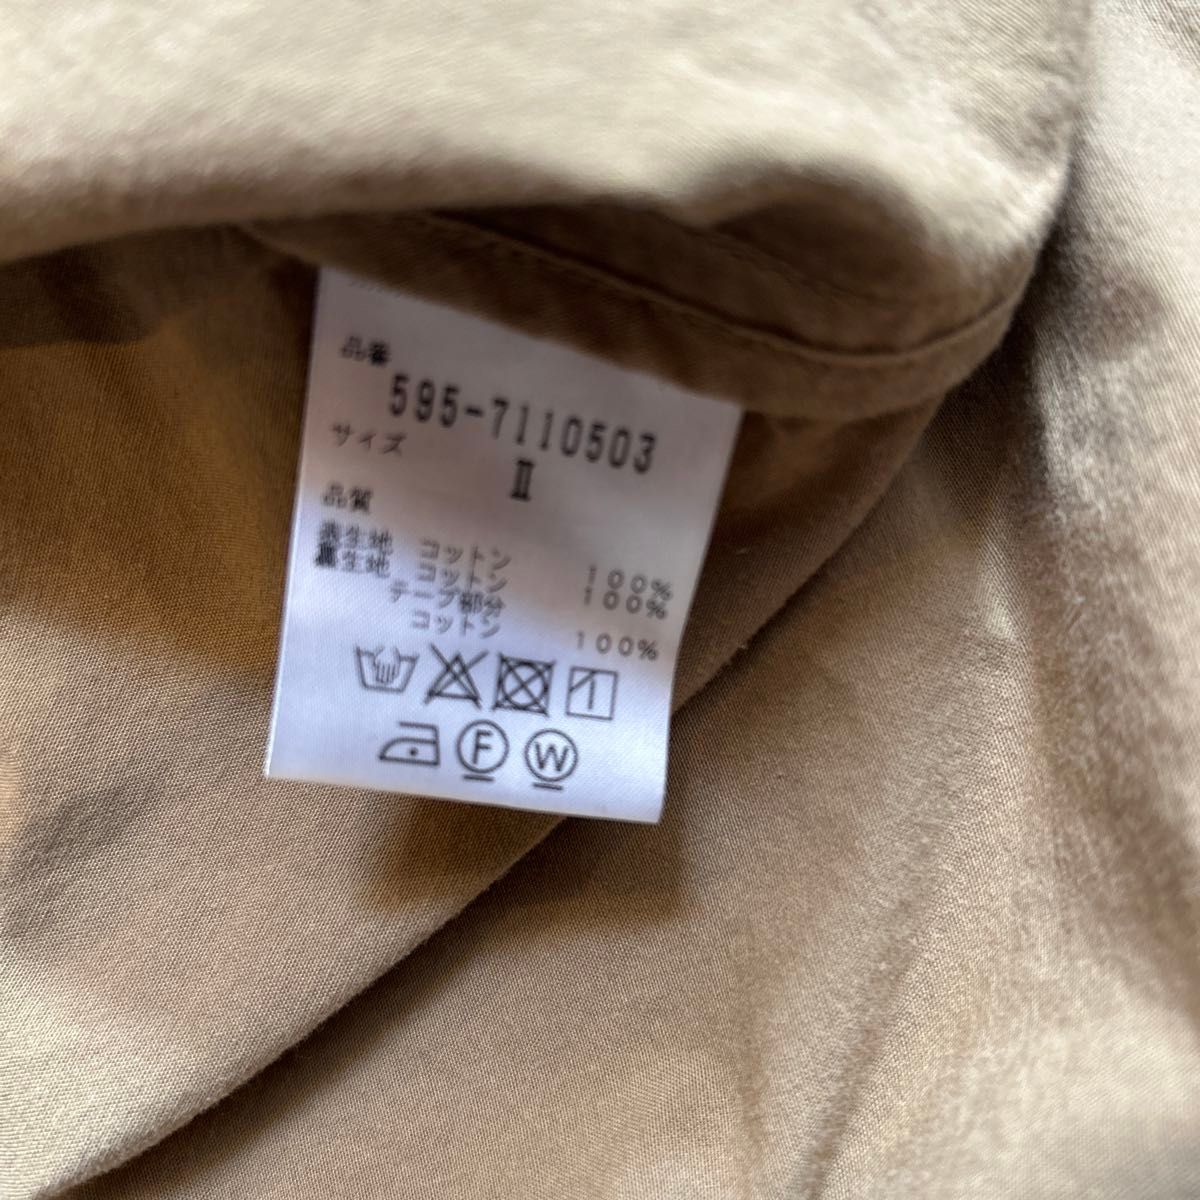 品番
595-7110503
サイズ
Ⅱ
品質
表生地 コットン 100%
裏生地 コットン 100%
テープ部分
コットン 100%
F
W